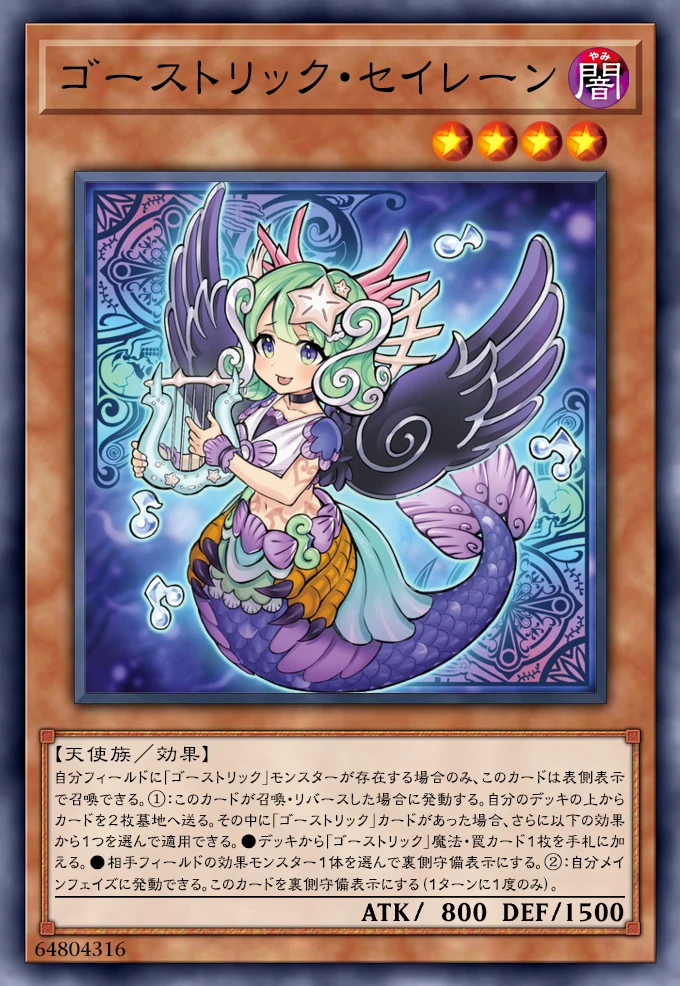 ゴーストリック・セイレーン
やみ
闇
【天使族／効果】
自分フィールドに「ゴーストリック」モンスターが存在する場合のみ、このカードは表側表示
で召喚できる。①：このカードが召喚・リバースした場合に発動する。自分のデッキの上から
カードを２枚墓地へ送る。その中に「ゴーストリック」カードがあった場合、さらに以下の効果
から１つを選んで適用できる。●デッキから「ゴーストリック」魔法・罠カード１枚を手札に加
える。●相手フィールドの効果モンスター１体を選んで裏側守備表示にする。②：自分メイ
ンフェイズに発動できる。このカードを裏側守備表示にする（１ターンに１度のみ）。
ATK/ 800 DEF/1500
64804316